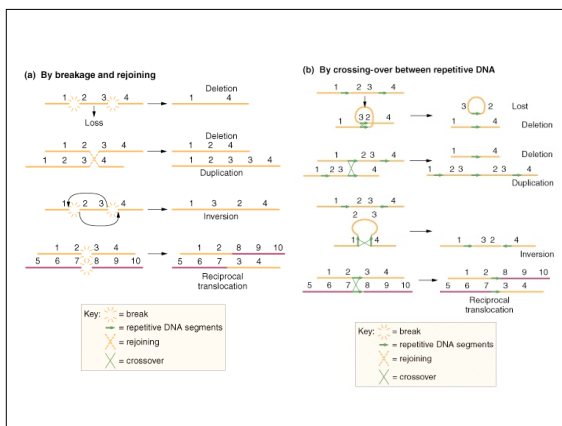 (a) By breakage and rejoining
1 2 3 4
Loss
Deletion
1 4
1 2 3 4
1 2 3 4
Deletion
1 2 4
1 2 3 3 4
Duplication
1 2 3 4
1 3 2 4
Inversion
1 2 3 4
5 6 7 8 9 10
1 2 8 9 10
5 6 7 3 4
Reciprocal
translocation
Key:
= break
= repetitive DNA segments
= rejoining
= crossover
(b) By crossing-over between repetitive DNA
1 2 3 4
1 3 2 4
3 2
Lost
Deletion
1 4
1 2 3 4
1 2 3 4
Deletion
1 4
1 2 3 2 3 4
Duplication
1 2 3 4
2 3
1 4
1 3 2 4
Inversion
1 2 3 4
5 6 7 8 9 10
1 2 8 9 10
5 6 7 3 4
Reciprocal
translocation
Key:
= break
= repetitive DNA segments
= rejoining
= crossover